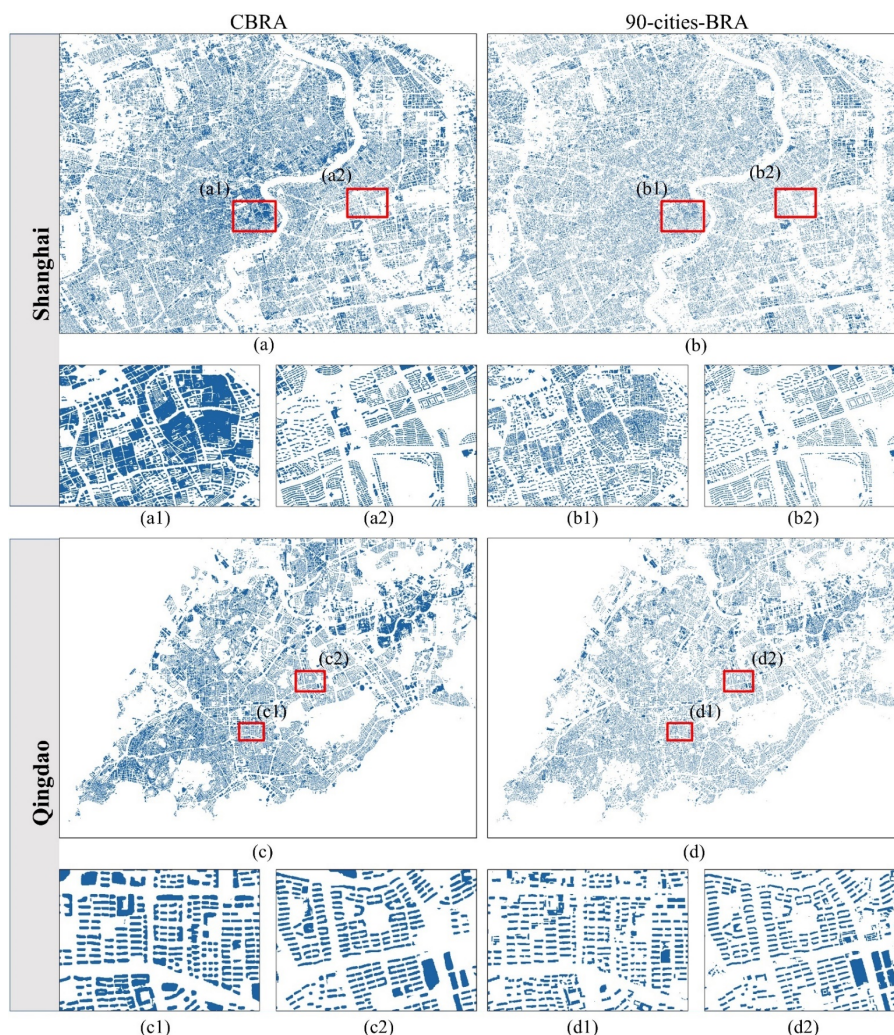 CBRA
90-cities-BRA
Shanghai
(a1)
(a2)
(b1)
(b2)
(a)
(b)
(a1)
(a2)
(b1)
(b2)
Qingdao
(c2)
(c1)
(d2)
(d1)
(c)
(d)
(c1)
(c2)
(d1)
(d2)